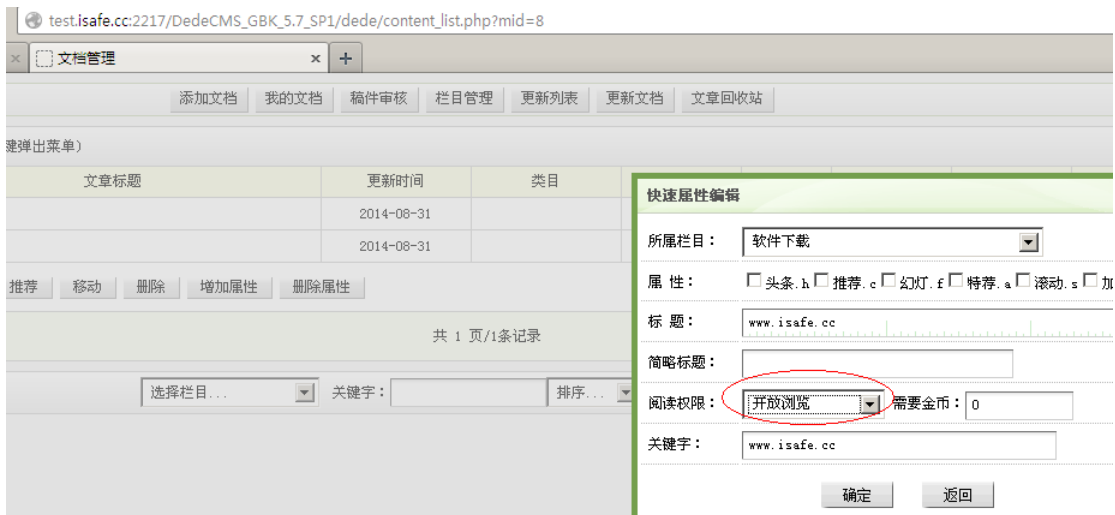 test.isafe.cc:2217/DedeCMS_GBK_5.7_SP1/dede/content_list.php?mid=8
文档管理
添加文档 我的文档 稿件审核 栏目管理 更新列表 更新文档 文章回收站
键弹出菜单)
文章标题 更新时间 类目
2014-08-31
2014-08-31
推荐 移动 删除 增加属性 删除属性
共 1 页/1条记录
选择栏目... 关键字: 排序...
快速属性编辑
所属栏目: 软件下载
属 性: 头条.h 推荐.c 幻灯.f 特荐.a 滚动.s 加
标 题: www.isafe.cc
简略标题:
阅读权限: 开放浏览 需要金币: 0
关键字: www.isafe.cc
确定 返回